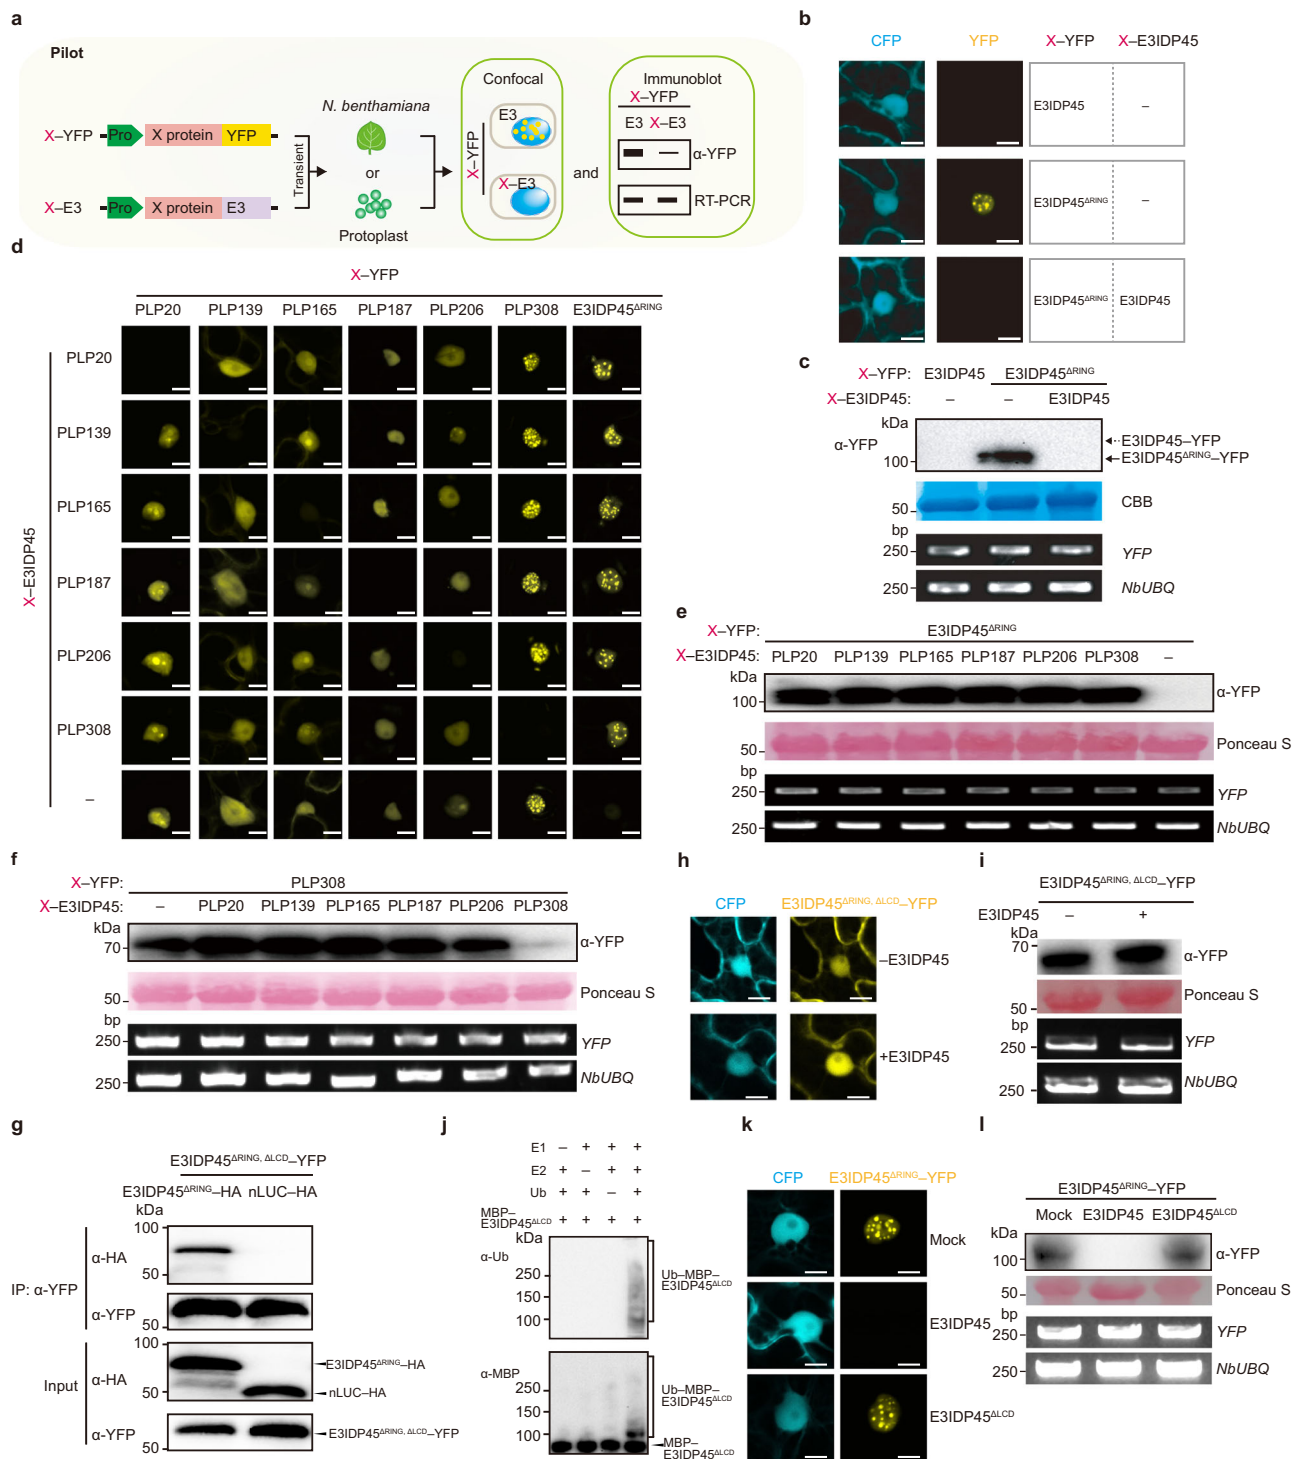 a
Pilot
X–YFP
Pro
X protein
YFP
X–E3
Pro
X protein
E3
Transient
N. benthamiana
or
Protoplast
Confocal
X–YFP
E3
X–E3
and
Immunoblot
X–YFP
E3 X–E3
α-YFP
RT-PCR
b
CFP YFP X–YFP X–E3IDP45
E3IDP45 –
E3IDP45ΔRING –
E3IDP45ΔRING E3IDP45
c
X–YFP: E3IDP45 E3IDP45ΔRING
X–E3IDP45: – – E3IDP45
kDa
α-YFP
100
E3IDP45–YFP
E3IDP45ΔRING–YFP
50
CBB
bp
250
YFP
250
NbUBQ
d
X–YFP
PLP20 PLP139 PLP165 PLP187 PLP206 PLP308 E3IDP45ΔRING
X–E3IDP45
PLP20
PLP139
PLP165
PLP187
PLP206
PLP308
–
e
X–YFP: E3IDP45ΔRING
X–E3IDP45: PLP20 PLP139 PLP165 PLP187 PLP206 PLP308 –
kDa
100
α-YFP
50
Ponceau S
bp
250
YFP
250
NbUBQ
f
X–YFP: PLP308
X–E3IDP45: – PLP20 PLP139 PLP165 PLP187 PLP206 PLP308
kDa
70
α-YFP
50
Ponceau S
bp
250
YFP
250
NbUBQ
g
E3IDP45ΔRING, ΔLCD–YFP
E3IDP45ΔRING–HA nLUC–HA
kDa
100
IP: α-YFP
α-HA
50
α-YFP
50
100
Input
α-HA
E3IDP45ΔRING–HA
50
nLUC–HA
α-YFP
E3IDP45ΔRING, ΔLCD–YFP
50
h
CFP E3IDP45ΔRING, ΔLCD–YFP
–E3IDP45
+E3IDP45
i
E3IDP45ΔRING, ΔLCD–YFP
E3IDP45 – +
kDa
70
α-YFP
Ponceau S
50
bp
250
YFP
250
NbUBQ
j
E1 – + + +
E2 + – + +
Ub + + – +
MBP–
E3IDP45ΔLCD + + + +
kDa
α-Ub
250
150
100
Ub–MBP–
E3IDP45ΔLCD
α-MBP
250
150
100
Ub–MBP–
E3IDP45ΔLCD
MBP–
E3IDP45ΔLCD
k
CFP E3IDP45ΔRING–YFP
Mock
E3IDP45
E3IDP45ΔLCD
l
E3IDP45ΔRING–YFP
Mock E3IDP45 E3IDP45ΔLCD
kDa
100
α-YFP
50
Ponceau S
bp
250
YFP
250
NbUBQ